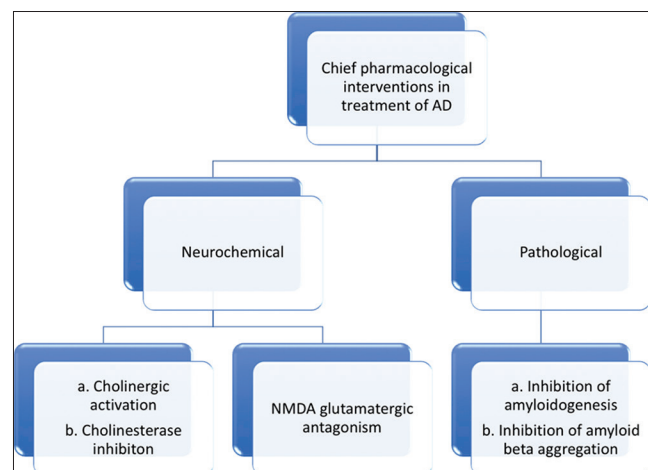 Chief pharmacological
interventions in
treatment of AD
Neurochemical
Pathological
a. Cholinergic
activation
b. Cholinesterase
inhibiton
NMDA glutamatergic
antagonism
a. Inhibition of
amyloidogenesis
b. Inhibition of amyloid
beta aggregation